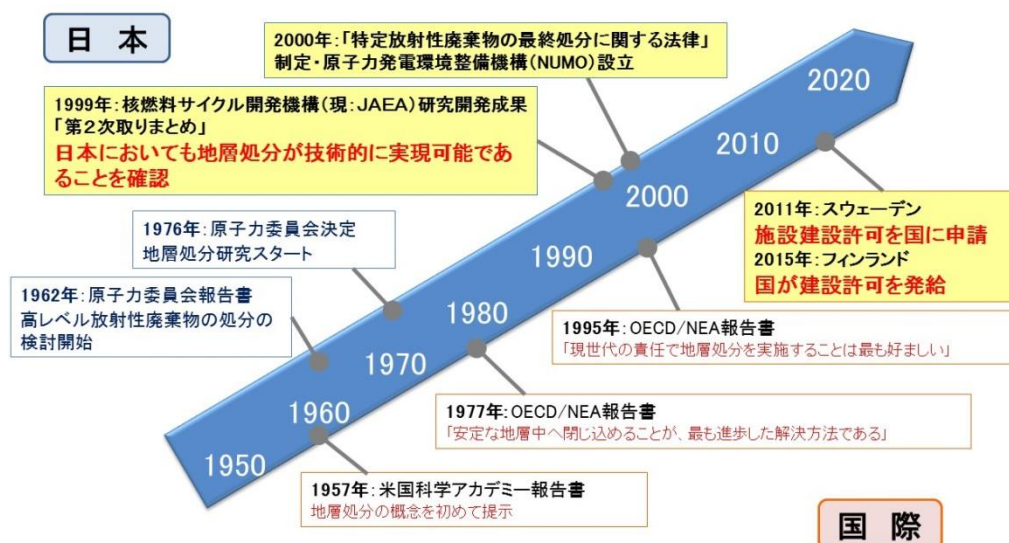 日 本
2000年:「特定放射性廃棄物の最終処分に関する法律」
制定・原子力発電環境整備機構(NUMO)設立
1999年:核燃料サイクル開発機構(現:JAEA)研究開発成果
「第2次取りまとめ」
日本においても地層処分が技術的に実現可能であ
ることを確認
1976年:原子力委員会決定
地層処分研究スタート
1962年:原子力委員会報告書
高レベル放射性廃棄物の処分の
検討開始
2020
2010
2000
1990
1980
1970
1960
1950
2011年:スウェーデン
施設建設許可を国に申請
2015年:フィンランド
国が建設許可を発給
1995年:OECD/NEA報告書
「現世代の責任で地層処分を実施することは最も好ましい」
1977年:OECD/NEA報告書
「安定な地層中へ閉じ込めることが、最も進歩した解決方法である」
1957年:米国科学アカデミー報告書
地層処分の概念を初めて提示
国 際